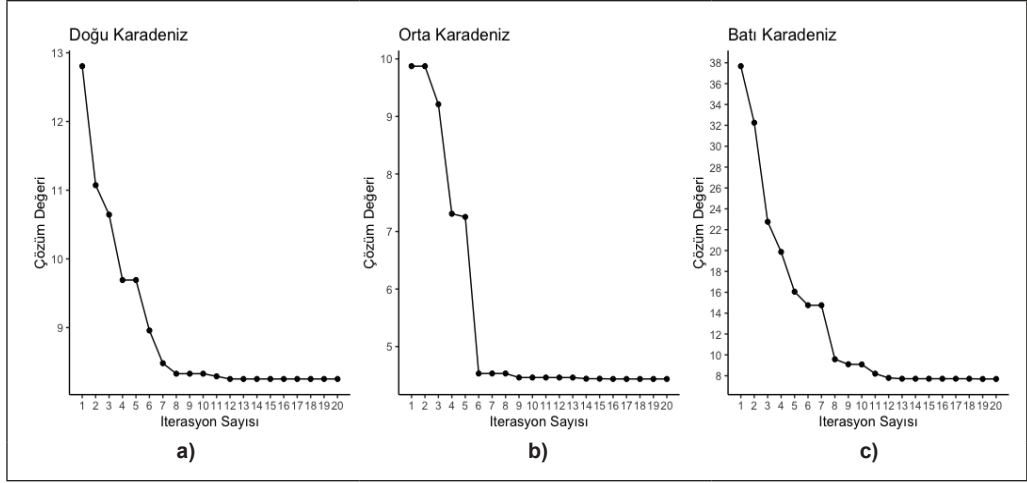 Doğu Karadeniz
13
12
11
10
9
Çözüm Değeri
1 2 3 4 5 6 7 8 9 10 11 12 13 14 15 16 17 18 19 20
Iterasyon Sayısı
a)
Orta Karadeniz
10
9
8
7
6
5
Çözüm Değeri
1 2 3 4 5 6 7 8 9 10 11 12 13 14 15 16 17 18 19 20
Iterasyon Sayısı
b)
Batı Karadeniz
38
36
34
32
30
28
26
24
22
20
18
16
14
12
10
8
Çözüm Değeri
1 2 3 4 5 6 7 8 9 10 11 12 13 14 15 16 17 18 19 20
Iterasyon Sayısı
c)